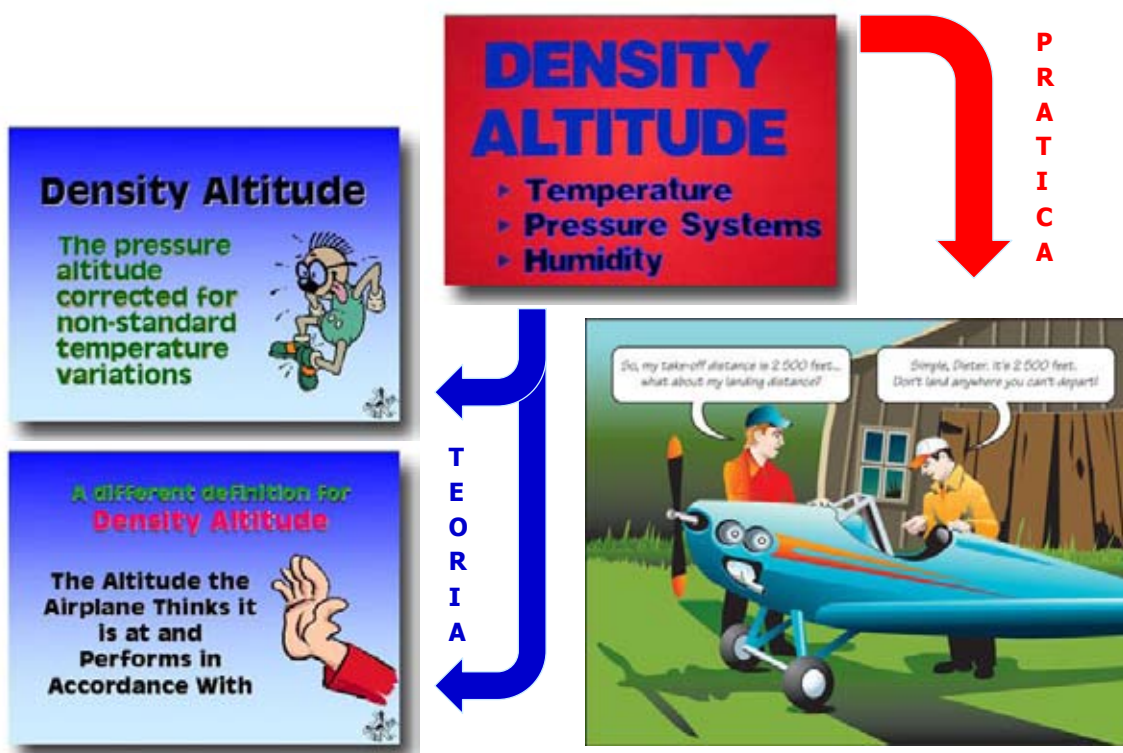 DENSITY
ALTITUDE
Temperature
Pressure Systems
Humidity
P
R
A
T
I
C
A
Density Altitude
The pressure
altitude
corrected for
non-standard
temperature
variations
So, my take-off distance is 2 500 feet...
what about my landing distance?
Simple, Dieter. It's 2 500 feet.
Don't land anywhere you can't depart!
T
E
O
R
I
A
A different definition for
Density Altitude
The Altitude the
Airplane Thinks it
is at and
Performs in
Accordance With